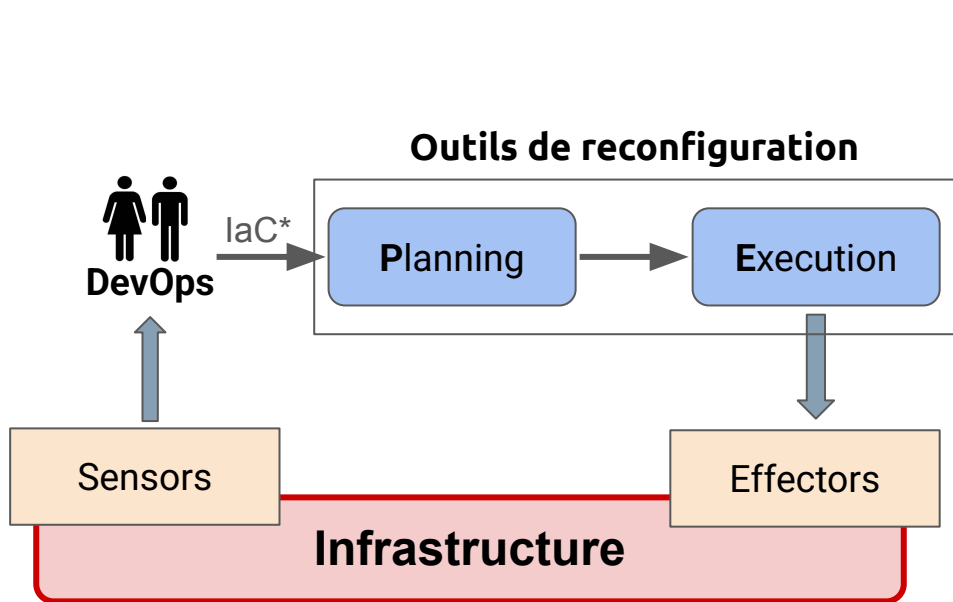 Outils de reconfiguration
IaC*
DevOps
Planning
Execution
Sensors
Effectors
Infrastructure